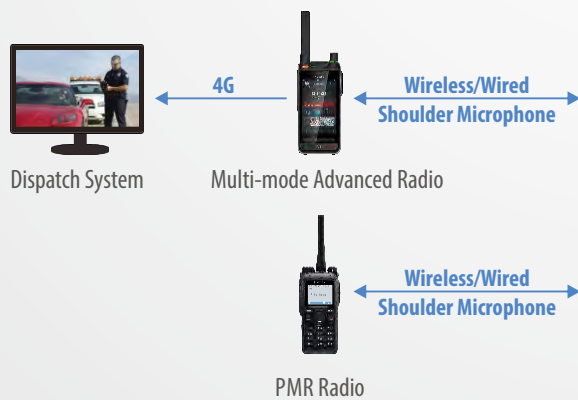 4G
Wireless/Wired
Shoulder Microphone
Dispatch System
Multi-mode Advanced Radio
Wireless/Wired
Shoulder Microphone
PMR Radio